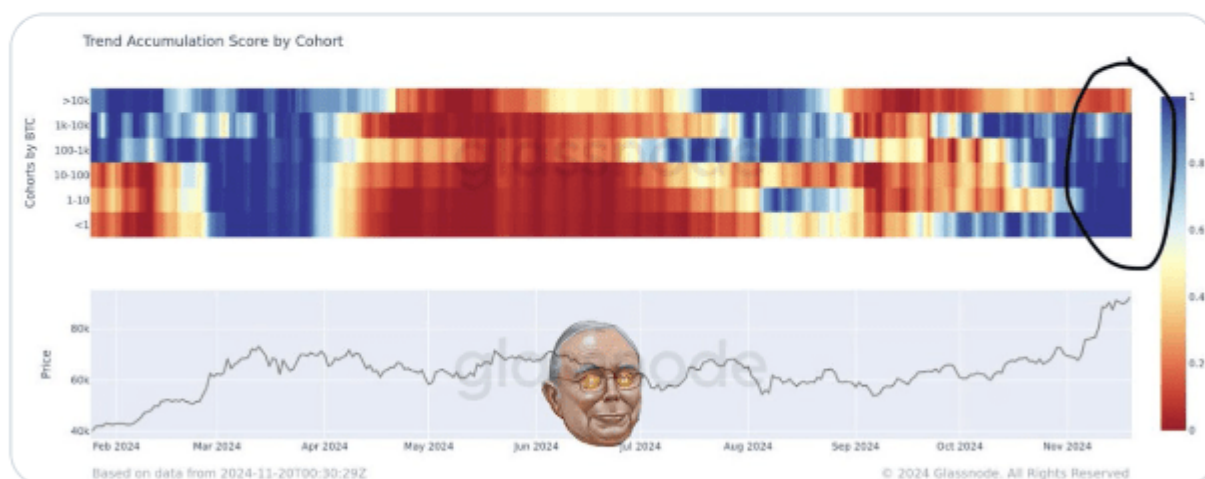 Trend Accumulation Score by Cohort
Cohorts by BTC
>10k
1k-10k
100-1k
10-100
1-10
<1
glassnode
1
0.8
0.6
0.4
0.2
0
Price
80k
60k
40k
glassnode
Feb 2024 Mar 2024 Apr 2024 May 2024 Jun 2024 Jul 2024 Aug 2024 Sep 2024 Oct 2024 Nov 2024
Based on data from 2024-11-20T00:30:29Z © 2024 Glassnode. All Rights Reserved